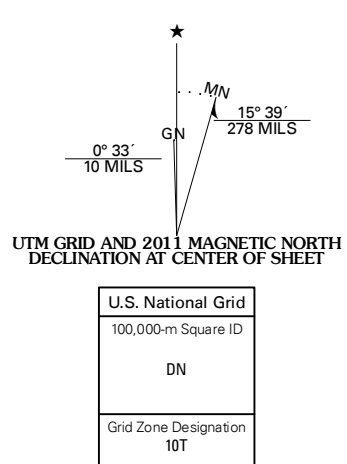 ★
MN
GN
15° 39´
278 MILS
0° 33´
10 MILS
UTM GRID AND 2011 MAGNETIC NORTH
DECLINATION AT CENTER OF SHEET
U.S. National Grid
100,000-m Square ID
DN
Grid Zone Designation
10T